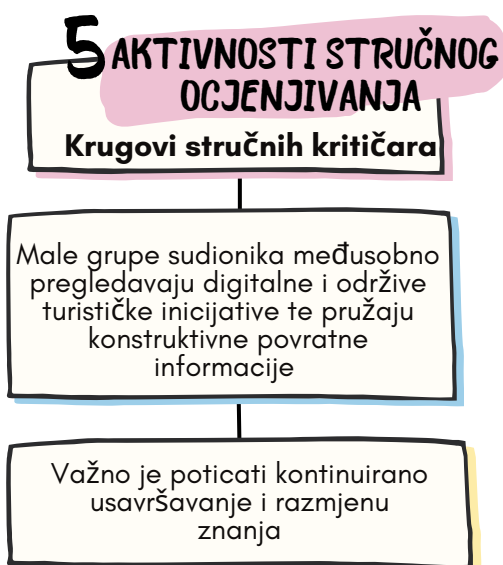 5 AKTIVNOSTI STRUČNOG
OCJENJIVANJA
Krugovi stručnih kritičara
Male grupe sudionika međusobno
pregledavaju digitalne i održive
turističke inicijative te pružaju
konstruktivne povratne
informacije
Važno je poticati kontinuirano
usavršavanje i razmjenu
znanja